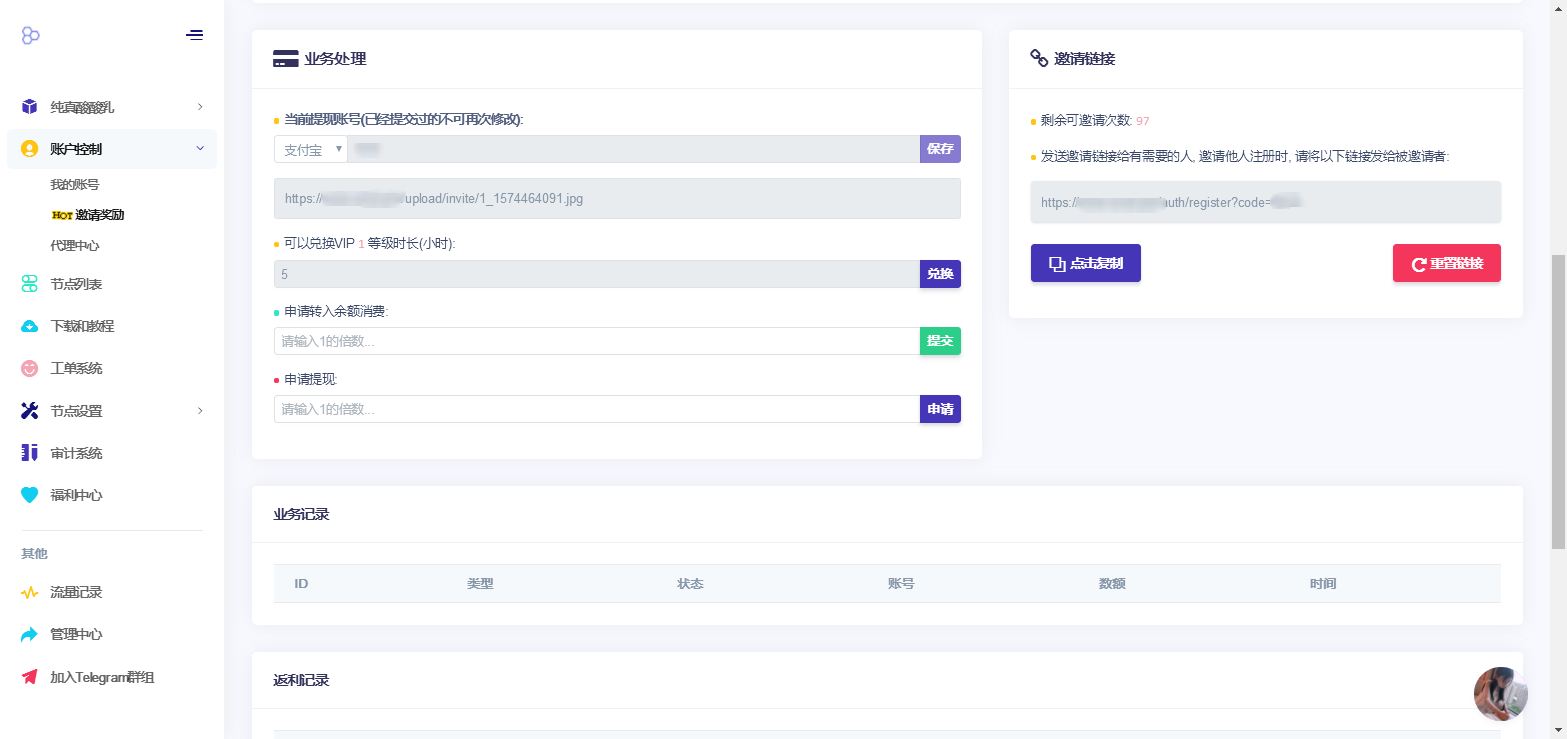 纯真酸酸乳
账户控制
我的账号
HOT 邀请奖励
代理中心
节点列表
下载和教程
工单系统
节点设置
审计系统
福利中心
其他
流量记录
管理中心
加入Telegram群组
业务处理
当前提现账号(已经提交过的不可再次修改):
支付宝
保存
https:// /upload/invite/1_1574464091.jpg
可以兑换VIP 1 等级时长(小时):
5 兑换
申请转入余额消费:
请输入1的倍数... 提交
申请提现:
请输入1的倍数... 申请
邀请链接
剩余可邀请次数: 97
发送邀请链接给有需要的人, 邀请他人注册时, 请将以下链接发给被邀请者:
https:// /auth/register?code=
点击复制 重置链接
业务记录
ID 类型 状态 账号 数额 时间
返利记录